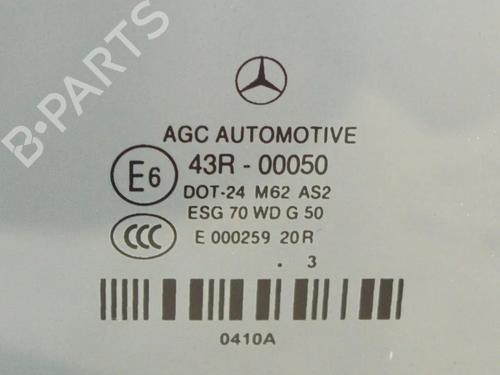 B-PARTS
AGC AUTOMOTIVE
E6
43R - 00050
DOT-24 M62 AS2
ESG 70 WD G 50
CCC
E 000259 20R
. 3
0410A